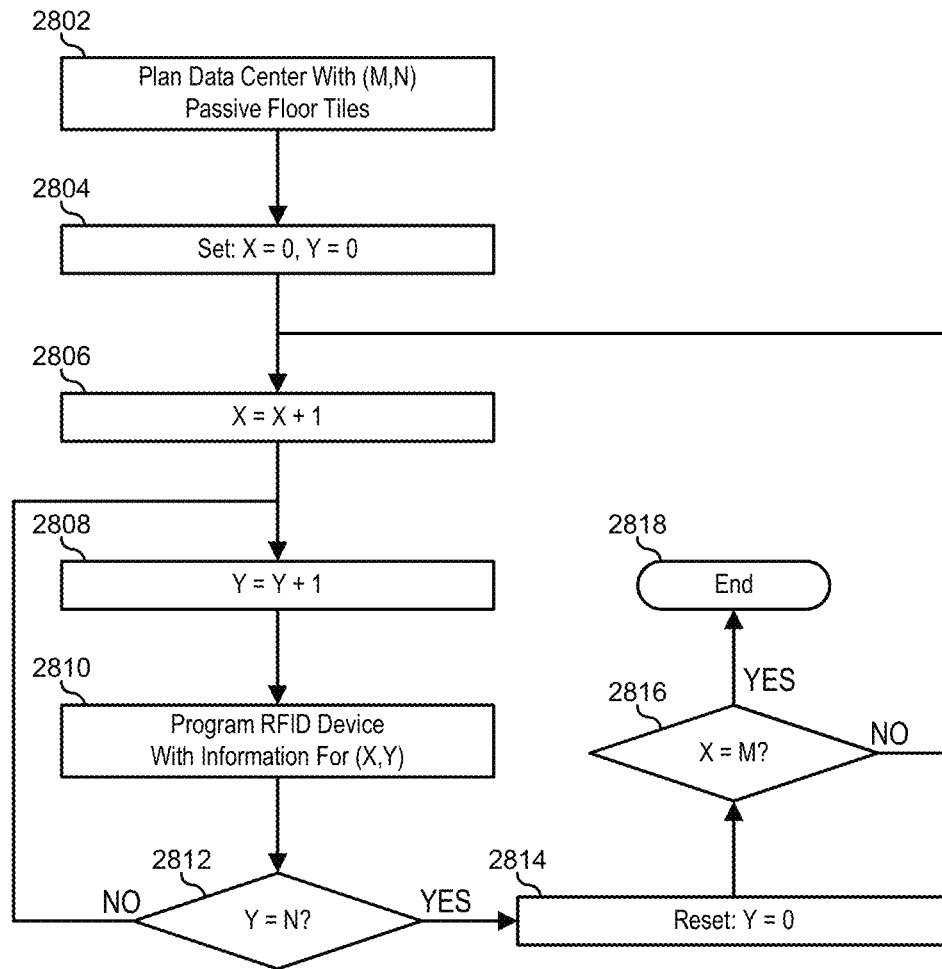 2802
Plan Data Center With (M,N)
Passive Floor Tiles
2804
Set: X = 0, Y = 0
2806
X = X + 1
2808
Y = Y + 1
2810
Program RFID Device
With Information For (X,Y)
2812
Y = N?
NO
YES
2814
Reset: Y = 0
2816
X = M?
YES
NO
2818
End